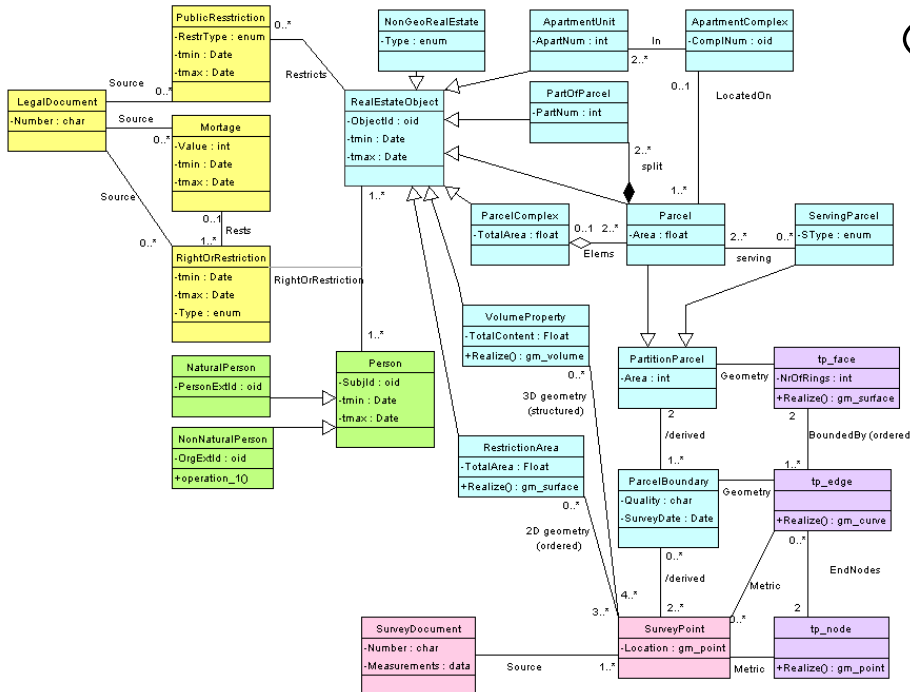 PublicResstriction
-RestrType : enum
-tmin : Date
-tmax : Date
0..*
Restricts
NonGeoRealEstate
-Type : enum
ApartmentUnit
-ApartNum : int
In
2..*
ApartmentComplex
-ComplNum : oid
0..1
LocatedOn
1..*
LegalDocument
-Number : char
Source
0..*
Source
0..*
Source
0..*
Mortage
-Value : int
-tmin : Date
-tmax : Date
0..1
Rests
1..*
RealEstateObject
-ObjectId : oid
-tmin : Date
-tmax : Date
1..*
PartOfParcel
-PartNum : int
2..*
split
ParcelComplex
-TotalArea : float
0..1
2..*
Elems
Parcel
-Area : float
2..*
0..*
serving
ServingParcel
-SType : enum
RightOrRestriction
-tmin : Date
-tmax : Date
-Type : enum
RightOrRestriction
1..*
VolumeProperty
-TotalContent : Float
+Realize() : gm_volume
0..*
3D geometry
(structured)
NaturalPerson
-PersonExtId : oid
Person
-SubjId : oid
-tmin : Date
-tmax : Date
NonNaturalPerson
-OrgExtId : oid
+operation_1()
PartitionParcel
-Area : int
Geometry
tp_face
-NrOfRings : int
+Realize() : gm_surface
2
/derived
1..*
2
BoundedBy (ordered
1..*
RestrictionArea
-TotalArea : Float
+Realize() : gm_surface
0..*
2D geometry
(ordered)
ParcelBoundary
-Quality : char
-SurveyDate : Date
Geometry
tp_edge
+Realize() : gm_curve
0..*
/derived
2..*
0..*
EndNodes
2
Metric
0..*
4..*
3..*
SurveyDocument
-Number : char
-Measurements : data
Source
1..*
SurveyPoint
-Location : gm_point
Metric
tp_node
+Realize() : gm_point